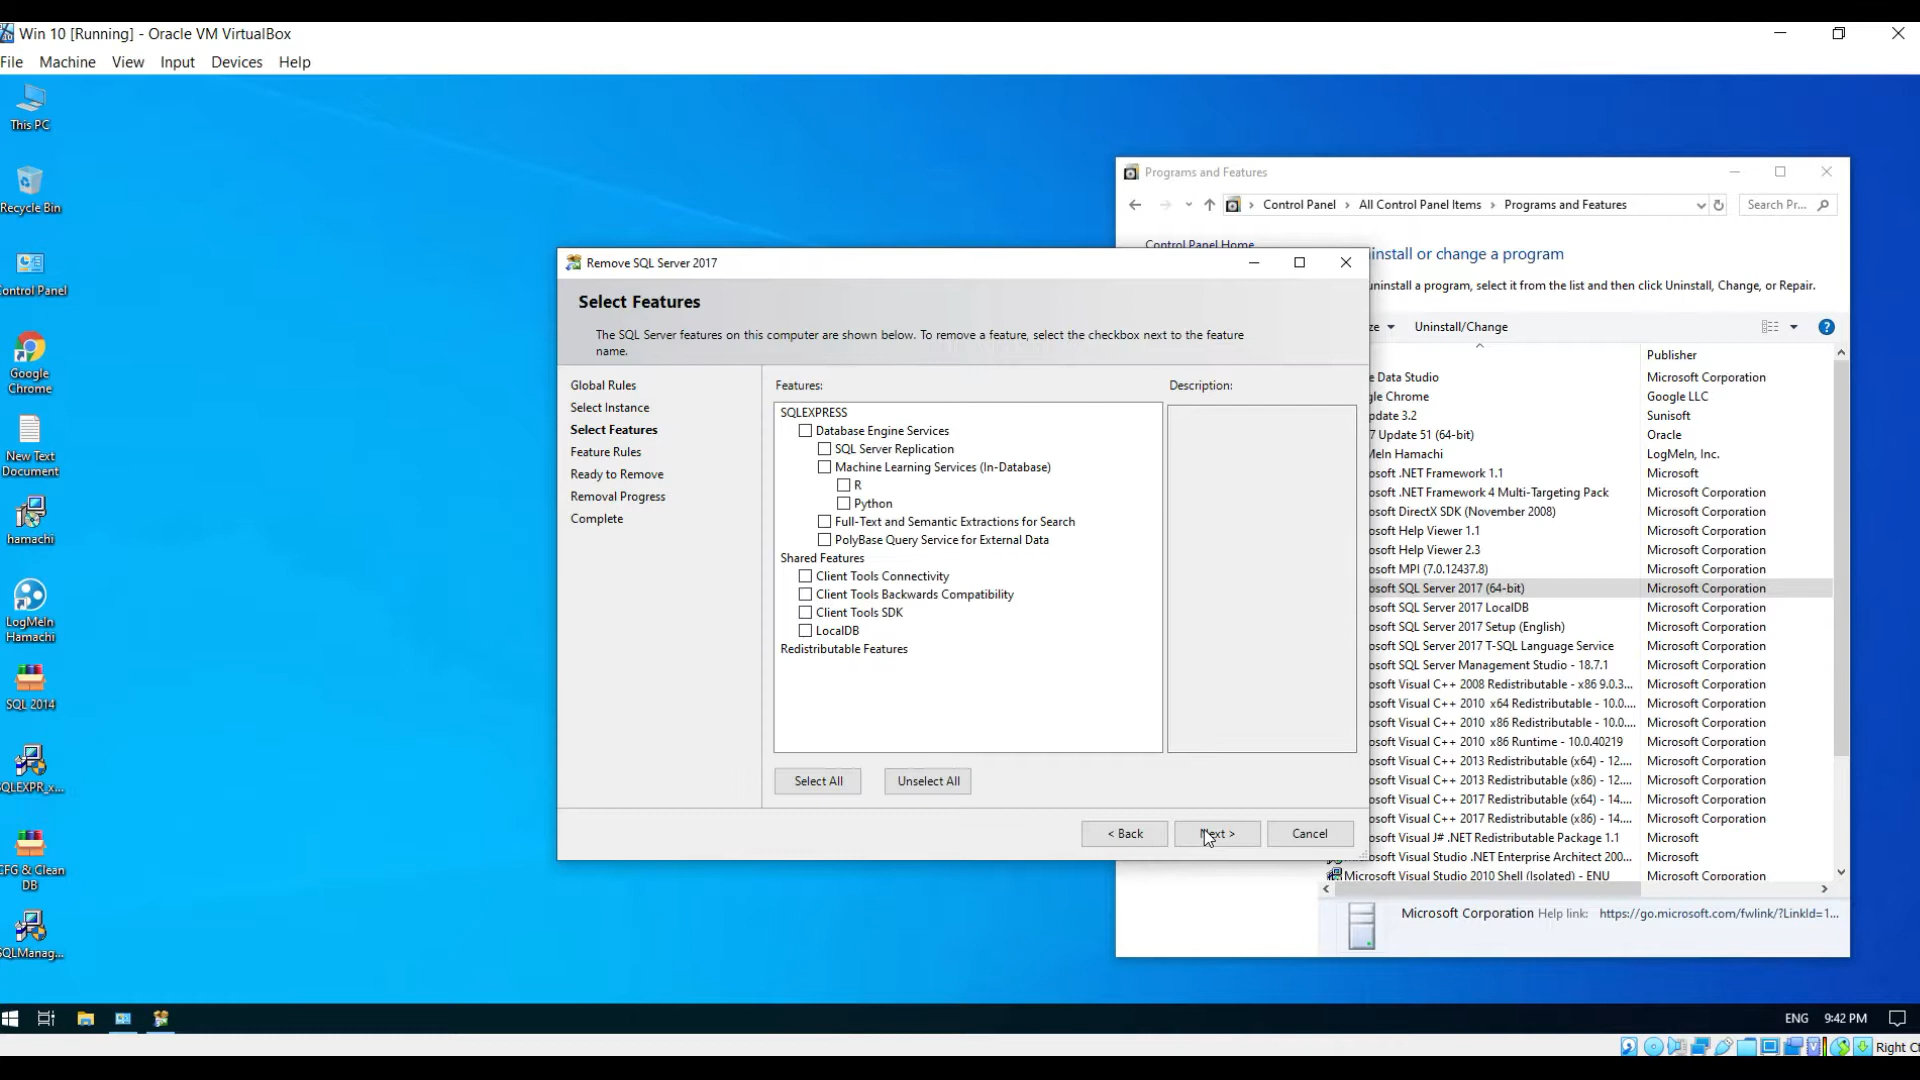 Win 10 [Running] - Oracle VM VirtualBox
File Machine View Input Devices Help
This PC
Recycle Bin
ontrol Panel
Google
Chrome
New Text
Document
hamachi
LogMeIn
Hamachi
SQL 2014
QLEXPR_x...
CFG & Clean
DB
SQLManag...
Programs and Features
Control Panel > All Control Panel Items > Programs and Features
Search Pr...
Control Panel Home
install or change a program
uninstall a program, select it from the list and then click Uninstall, Change, or Repair.
ze
Uninstall/Change
Publisher
e Data Studio Microsoft Corporation
gle Chrome Google LLC
pdate 3.2 Sunisoft
7 Update 51 (64-bit) Oracle
MeIn Hamachi LogMeIn, Inc.
osoft .NET Framework 1.1 Microsoft
osoft .NET Framework 4 Multi-Targeting Pack Microsoft Corporation
osoft DirectX SDK (November 2008) Microsoft Corporation
osoft Help Viewer 1.1 Microsoft Corporation
osoft Help Viewer 2.3 Microsoft Corporation
osoft MPI (7.0.12437.8) Microsoft Corporation
osoft SQL Server 2017 (64-bit) Microsoft Corporation
osoft SQL Server 2017 LocalDB Microsoft Corporation
osoft SQL Server 2017 Setup (English) Microsoft Corporation
osoft SQL Server 2017 T-SQL Language Service Microsoft Corporation
osoft SQL Server Management Studio - 18.7.1 Microsoft Corporation
osoft Visual C++ 2008 Redistributable - x86 9.0.3... Microsoft Corporation
osoft Visual C++ 2010 x64 Redistributable - 10.0.... Microsoft Corporation
osoft Visual C++ 2010 x86 Redistributable - 10.0.... Microsoft Corporation
osoft Visual C++ 2010 x86 Runtime - 10.0.40219 Microsoft Corporation
osoft Visual C++ 2013 Redistributable (x64) - 12.... Microsoft Corporation
osoft Visual C++ 2013 Redistributable (x86) - 12.... Microsoft Corporation
osoft Visual C++ 2017 Redistributable (x64) - 14.... Microsoft Corporation
osoft Visual C++ 2017 Redistributable (x86) - 14.... Microsoft Corporation
osoft Visual J# .NET Redistributable Package 1.1 Microsoft
osoft Visual Studio .NET Enterprise Architect 200... Microsoft
Microsoft Visual Studio 2010 Shell (Isolated) - ENU Microsoft Corporation
Microsoft Corporation Help link: https://go.microsoft.com/fwlink/?LinkId=1...
Remove SQL Server 2017
Select Features
The SQL Server features on this computer are shown below. To remove a feature, select the checkbox next to the feature
name.
Global Rules
Select Instance
Select Features
Feature Rules
Ready to Remove
Removal Progress
Complete
Features:
SQLEXPRESS
Database Engine Services
SQL Server Replication
Machine Learning Services (In-Database)
R
Python
Full-Text and Semantic Extractions for Search
PolyBase Query Service for External Data
Shared Features
Client Tools Connectivity
Client Tools Backwards Compatibility
Client Tools SDK
LocalDB
Redistributable Features
Description:
Select All Unselect All
< Back Next > Cancel
ENG 9:42 PM
Right Ct